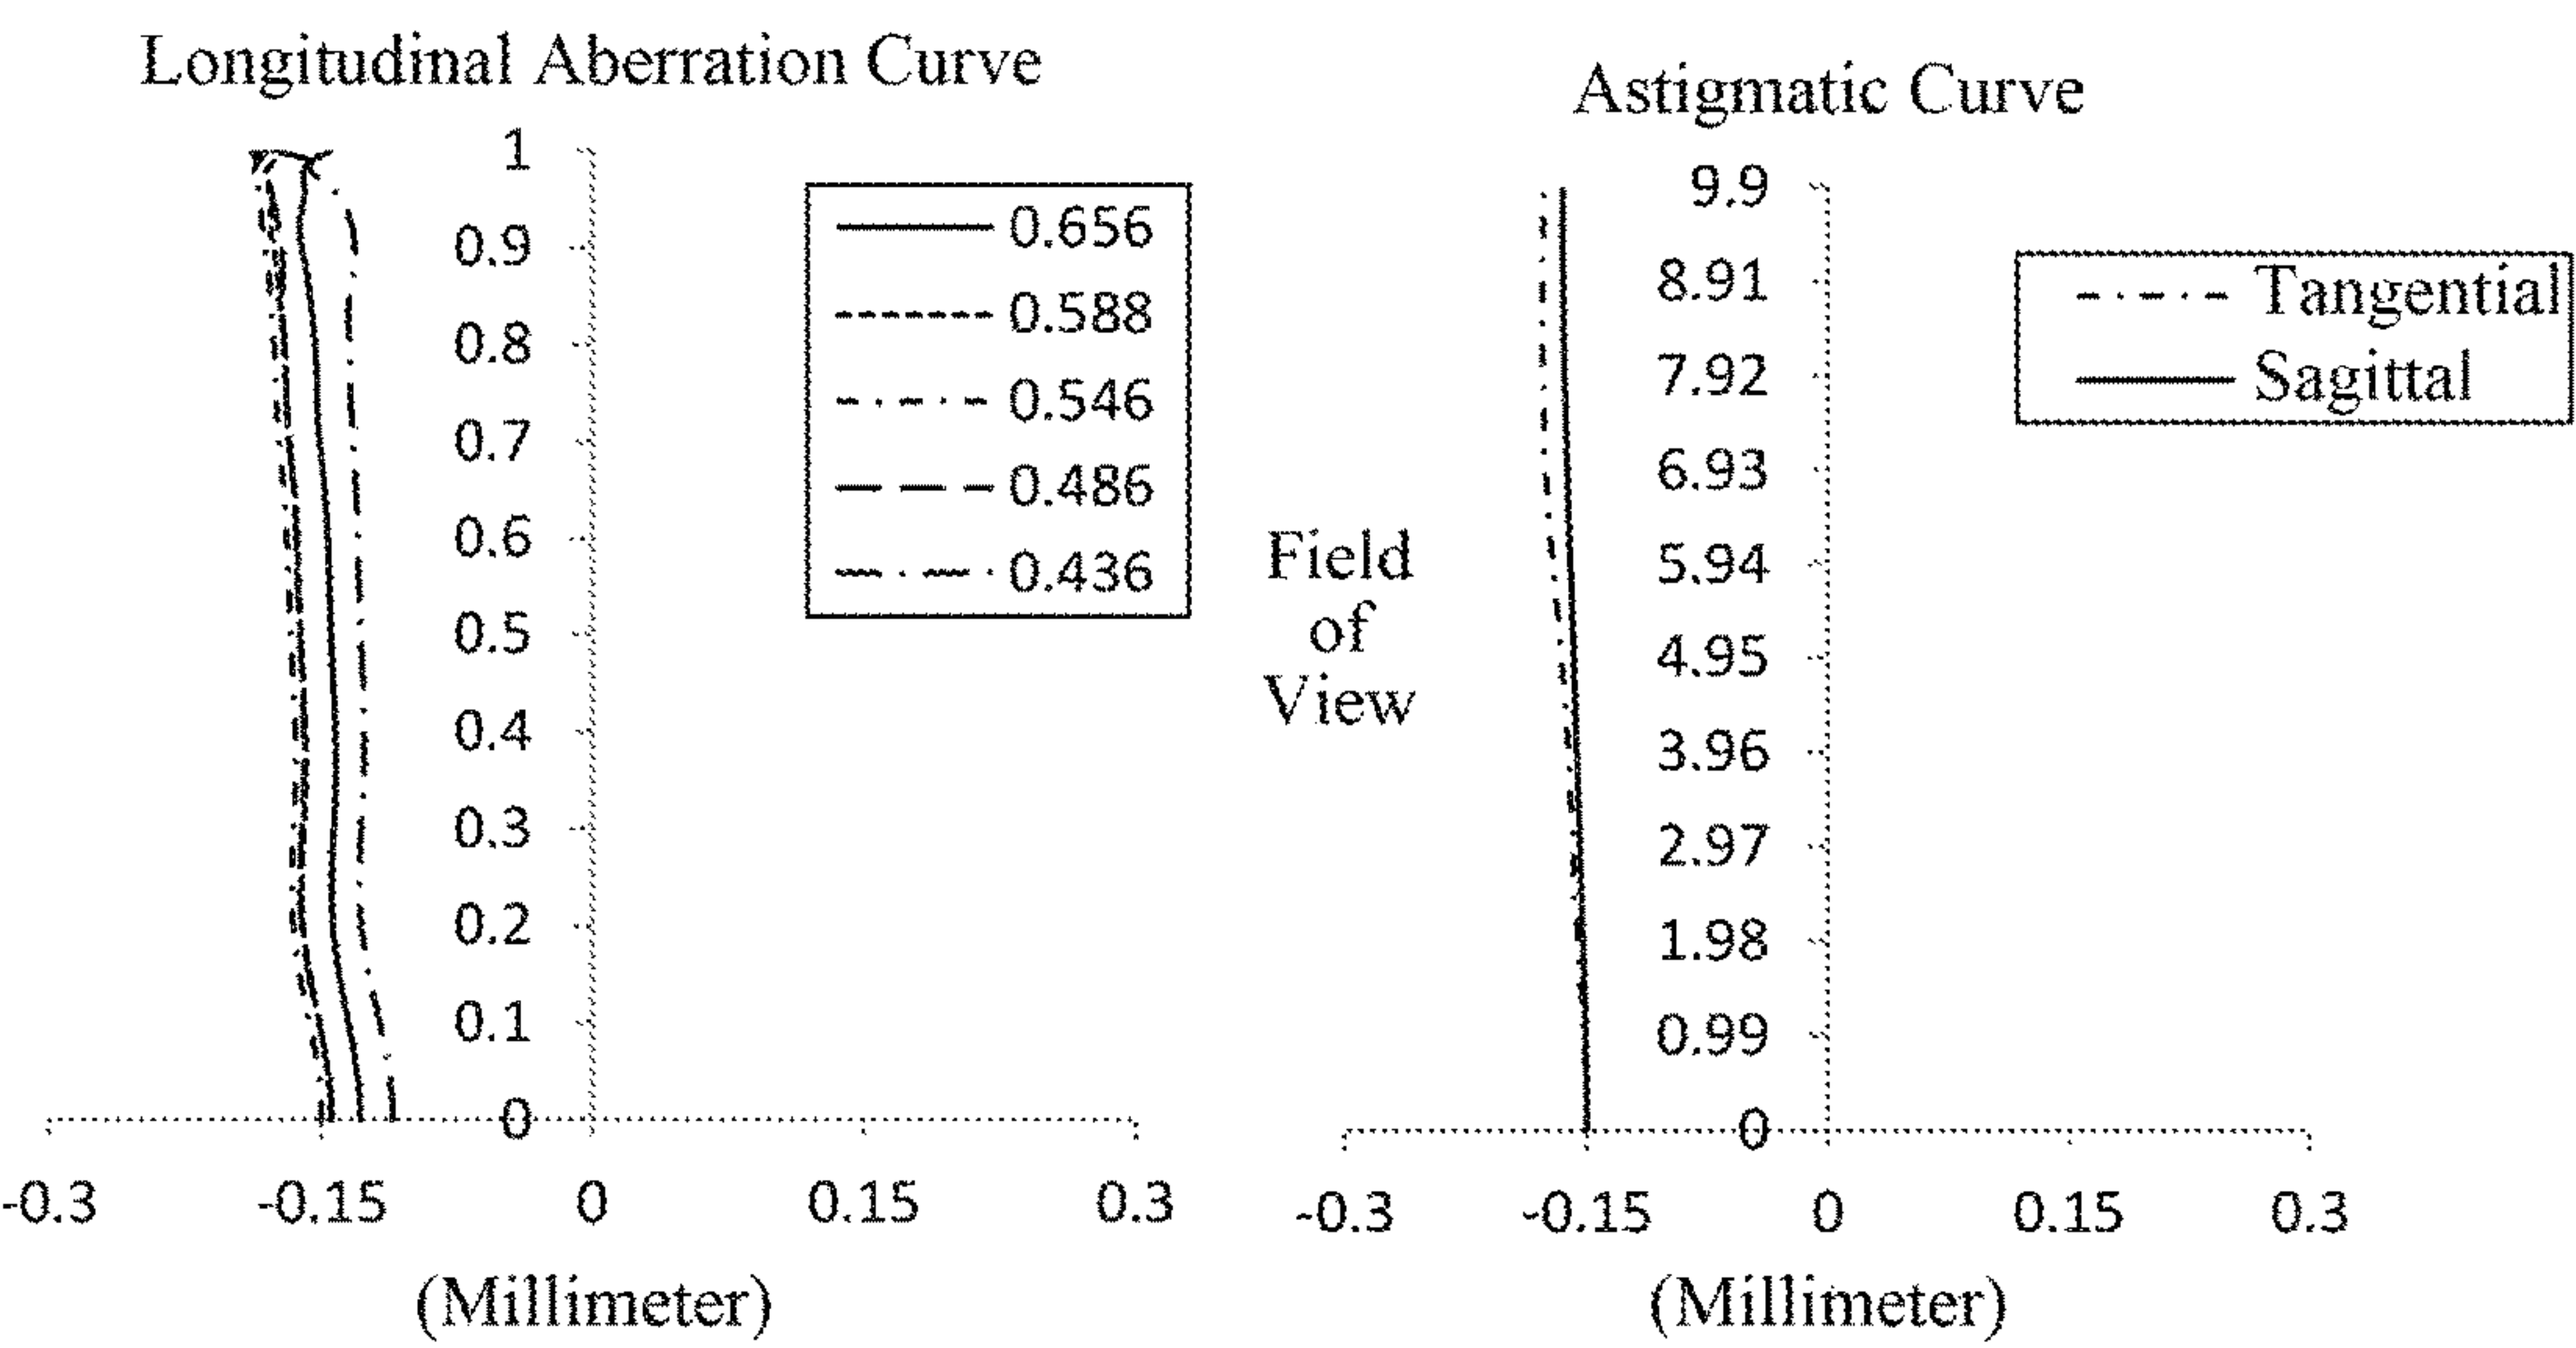 Longitudinal Aberration Curve
1
0.9
0.8
0.7
0.6
0.5
0.4
0.3
0.2
0.1
0
-0.3 -0.15 0 0.15 0.3
(Millimeter)
0.656
0.588
0.546
0.486
0.436
Astigmatic Curve
Field
of
View
9.9
8.91
7.92
6.93
5.94
4.95
3.96
2.97
1.98
0.99
0
-0.3 -0.15 0 0.15 0.3
(Millimeter)
Tangential
Sagittal